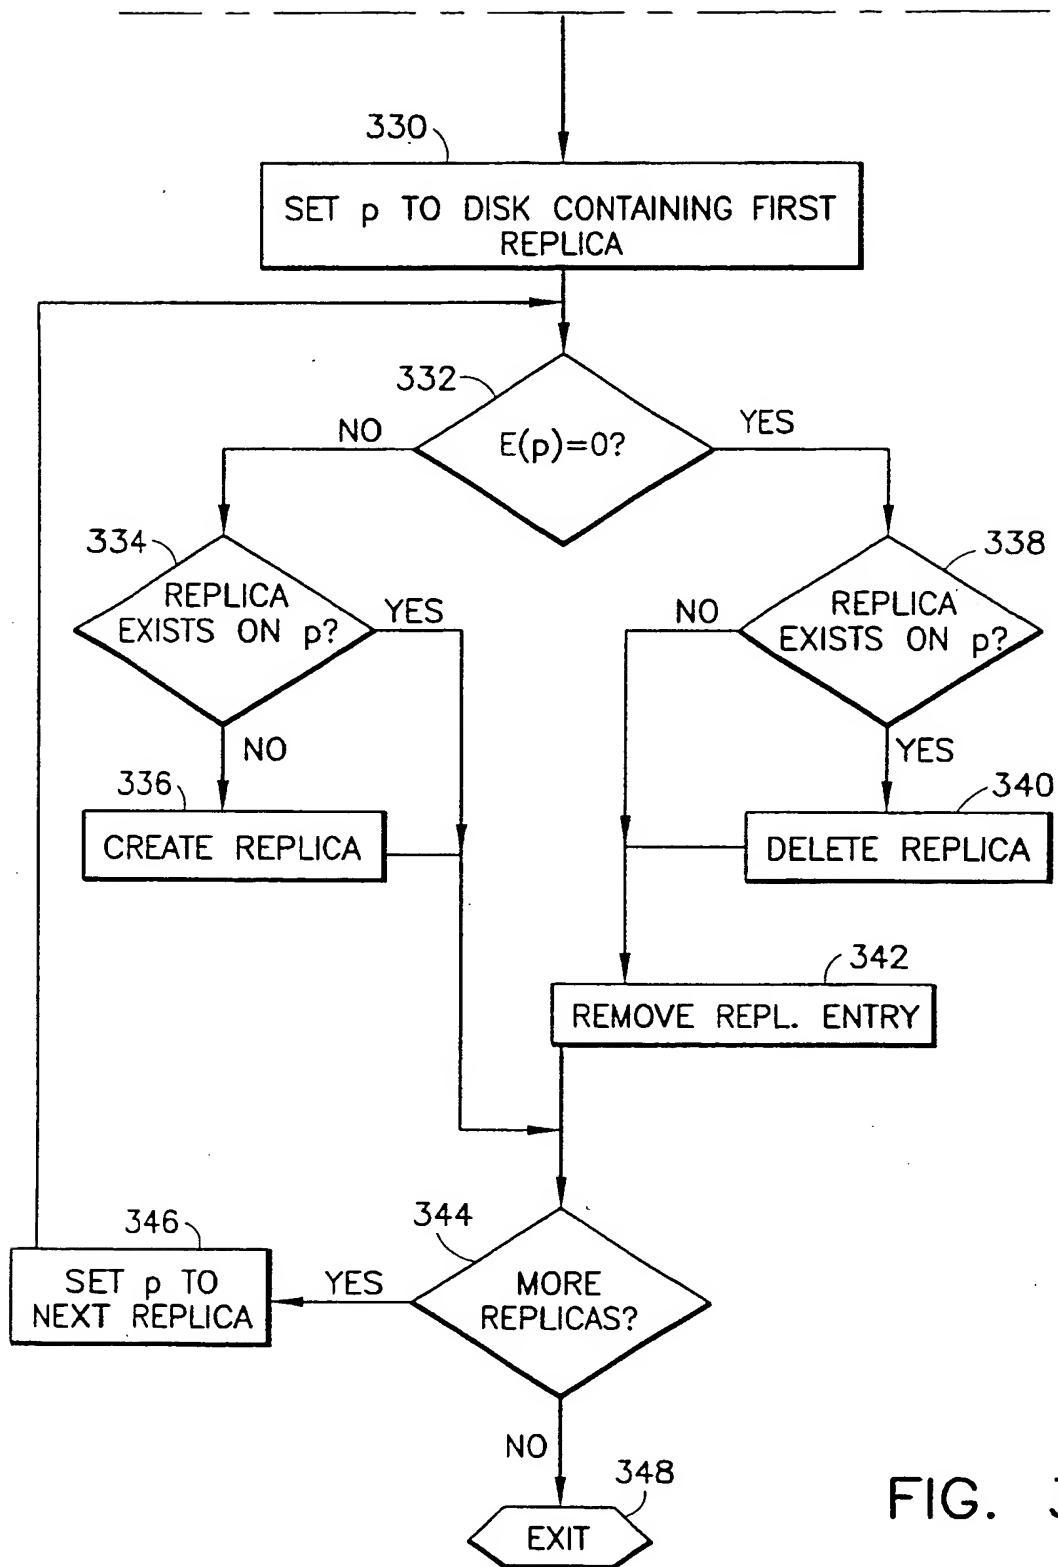 330
SET p TO DISK CONTAINING FIRST
REPLICA
332
NO
YES
E(p)=0?
334
338
REPLICA
EXISTS ON p?
YES
NO
REPLICA
EXISTS ON p?
NO
YES
336
340
CREATE REPLICA
DELETE REPLICA
342
REMOVE REPL. ENTRY
344
346
SET p TO
NEXT REPLICA
YES
MORE
REPLICAS?
NO
348
EXIT
FIG.